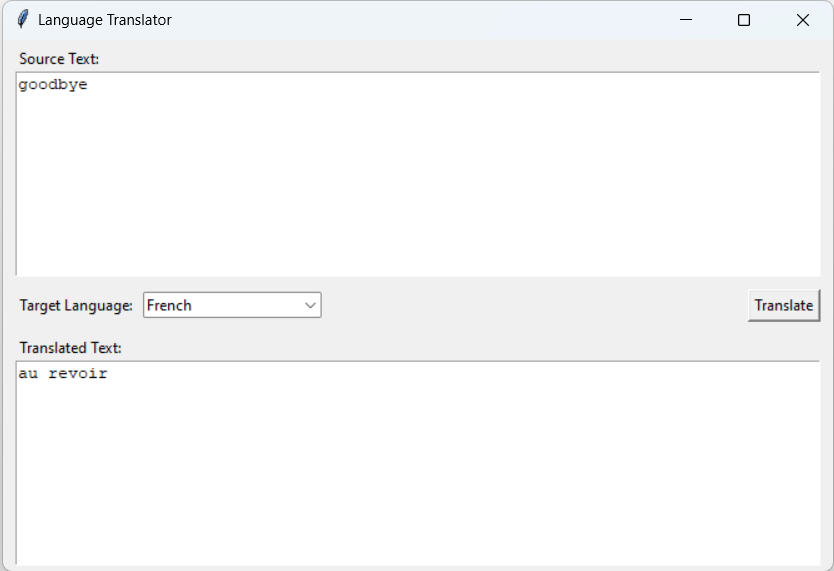 Language Translator
Source Text:
goodbye
Target Language: French Translate
Translated Text:
au revoir